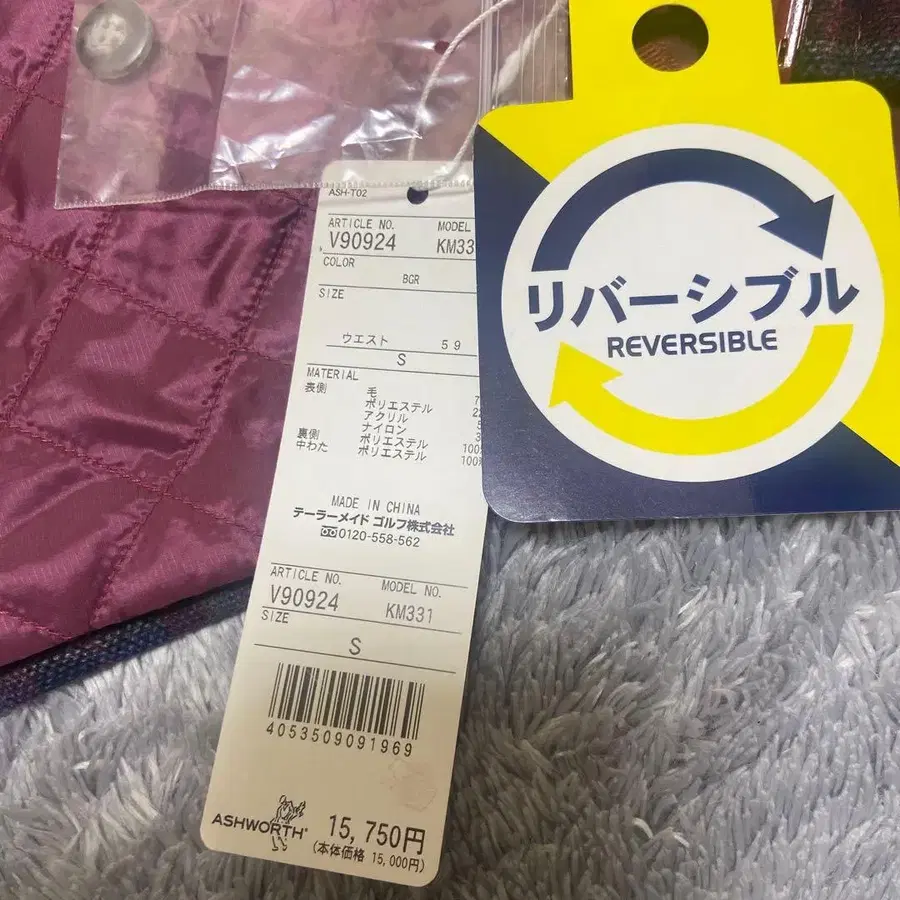 ASH-T02
ARTICLE NO. MODEL
V90924 KM33
COLOR
BGR
SIZE
ウエスト 59
S
MATERIAL
表側 毛
ポリエステル
アクリル
ナイロン
裏側 ポリエステル 100
中わた ポリエステル 100
MADE IN CHINA
テーラーメイド ゴルフ株式会社
0120-558-562
ARTICLE NO. MODEL NO.
V90924 KM331
SIZE
S
4053509091969
ASHWORTH
15,750円
(本体価格 15,000円)
リバーシブル
REVERSIBLE